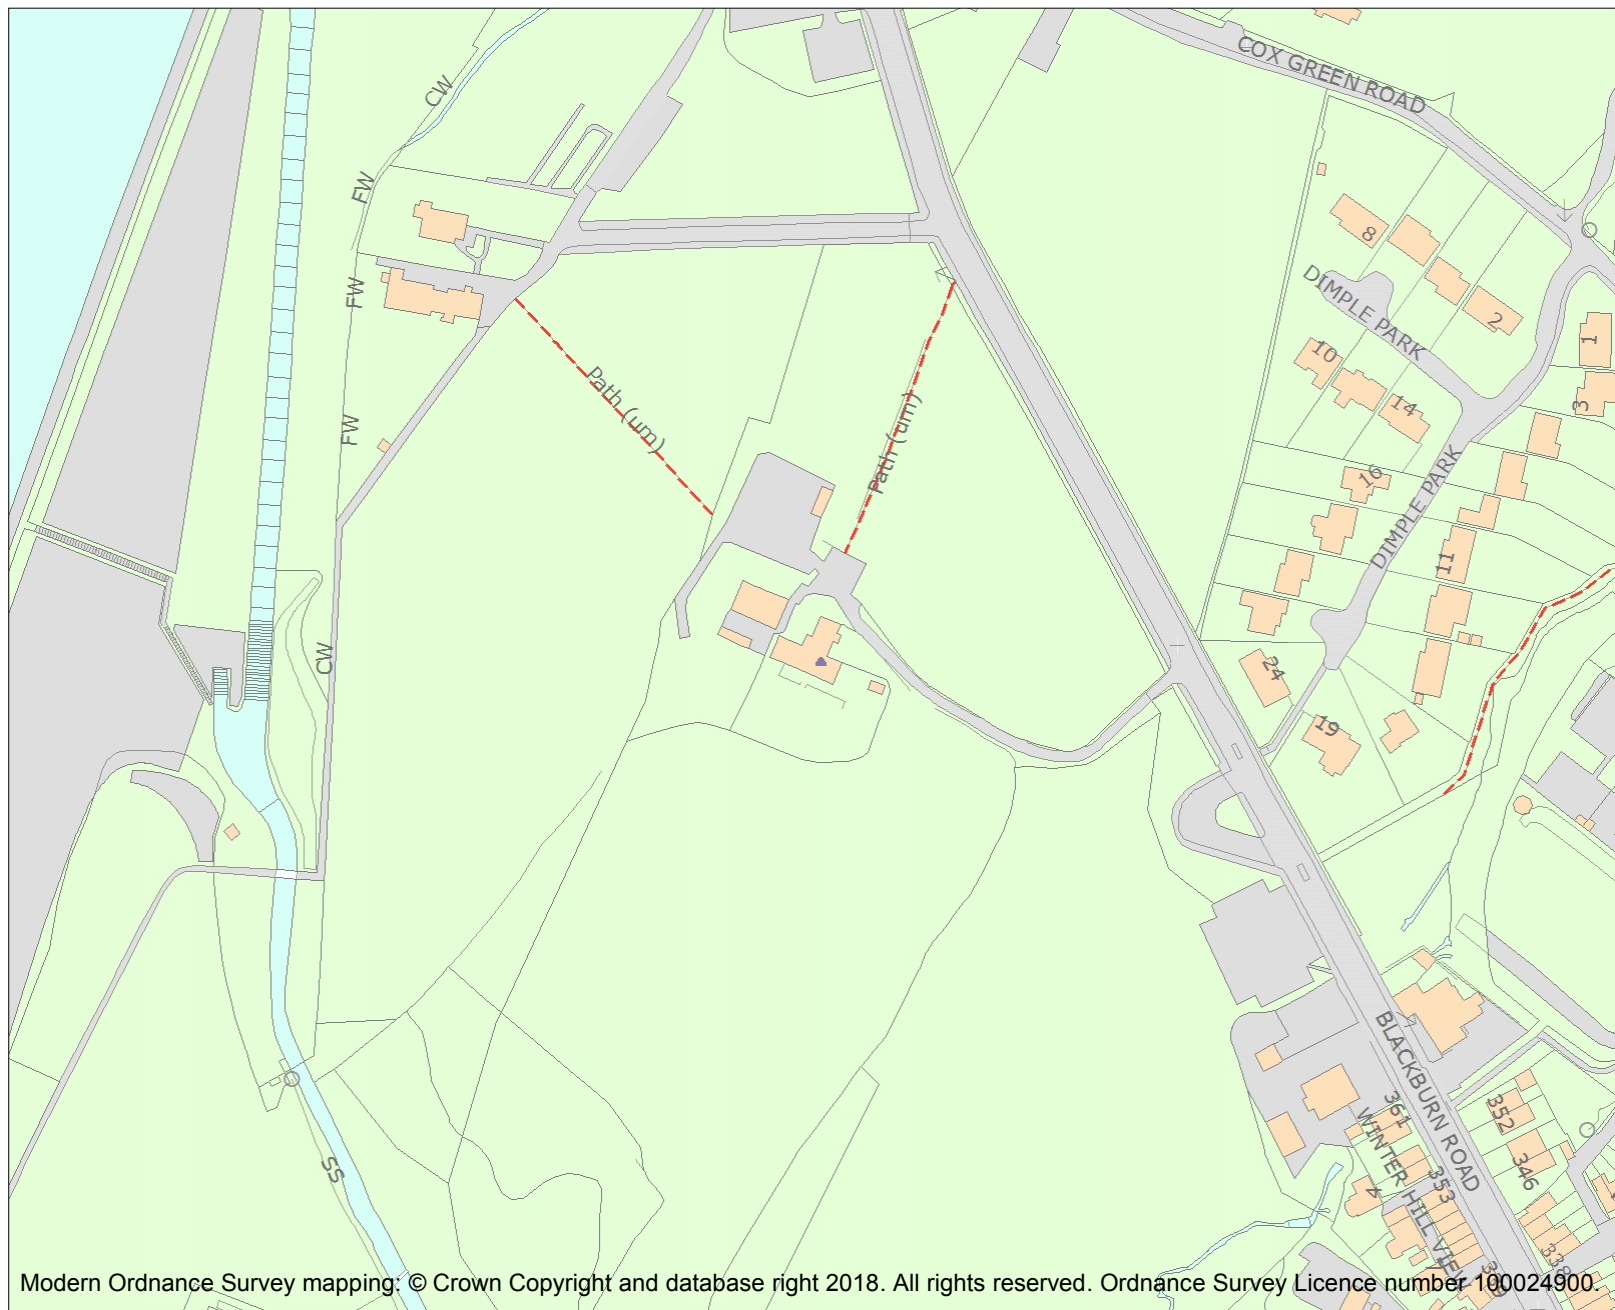 COX GREEN ROAD
CW
FW
8
DIMPLE PARK
2
FW
1
10
Path (um)
14
3
Path (um)
FW
16
DIMPLE PARK
11
CW
24
19
BLACKBURN ROAD
361
352
WINTER HILL VIEW
346
SS
353
4
338
Modern Ordnance Survey mapping: © Crown Copyright and database right 2018. All rights reserved. Ordnance Survey Licence number 100024900.